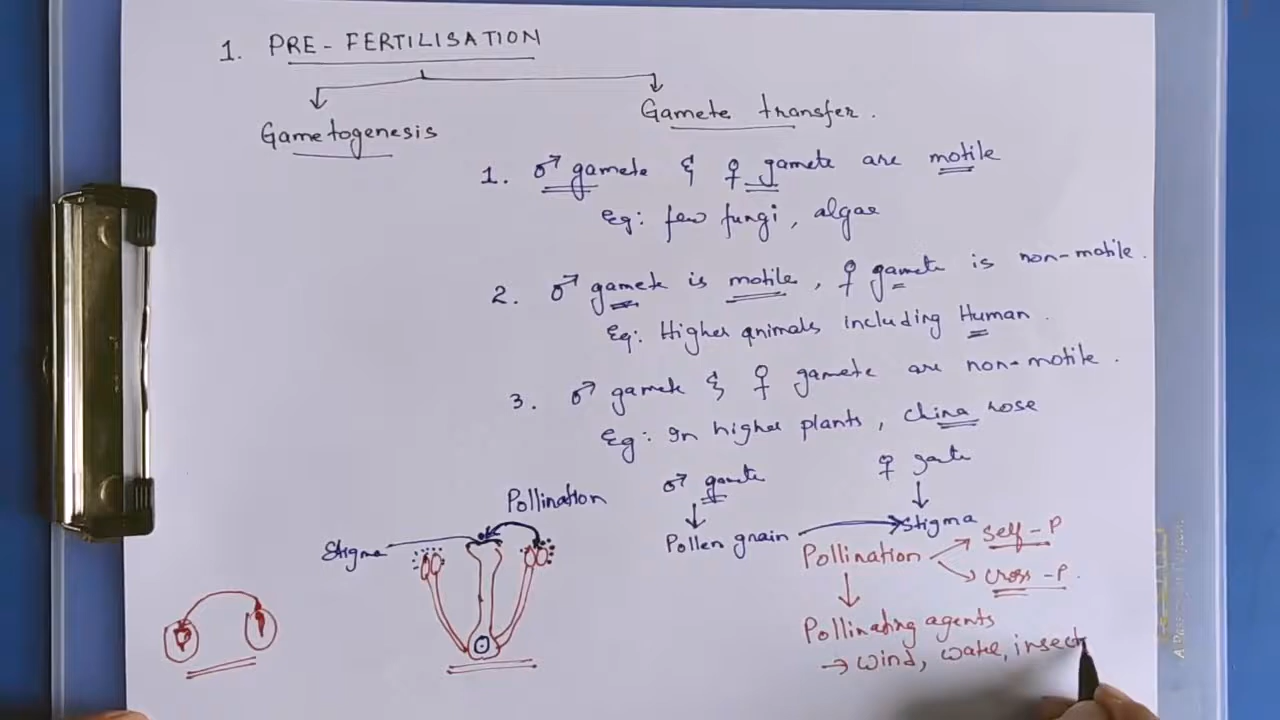 1. PRE-FERTILISATION
Gametogenesis
Gamete transfer.
1. ♂ gamete & ♀ gamete are motile
Eg: few fungi, algae
2. ♂ gamete is motile, ♀ gamete is non-motile.
Eg: Higher animals including Human.
3. ♂ gamete & ♀ gamete are non-motile.
Eg: In higher plants, china rose
♂ gamete
Pollen grain
♀ gamete
stigma
Pollination
self-P
cross-P.
Pollinating agents
→ wind, water, insect
Pollination
Stigma